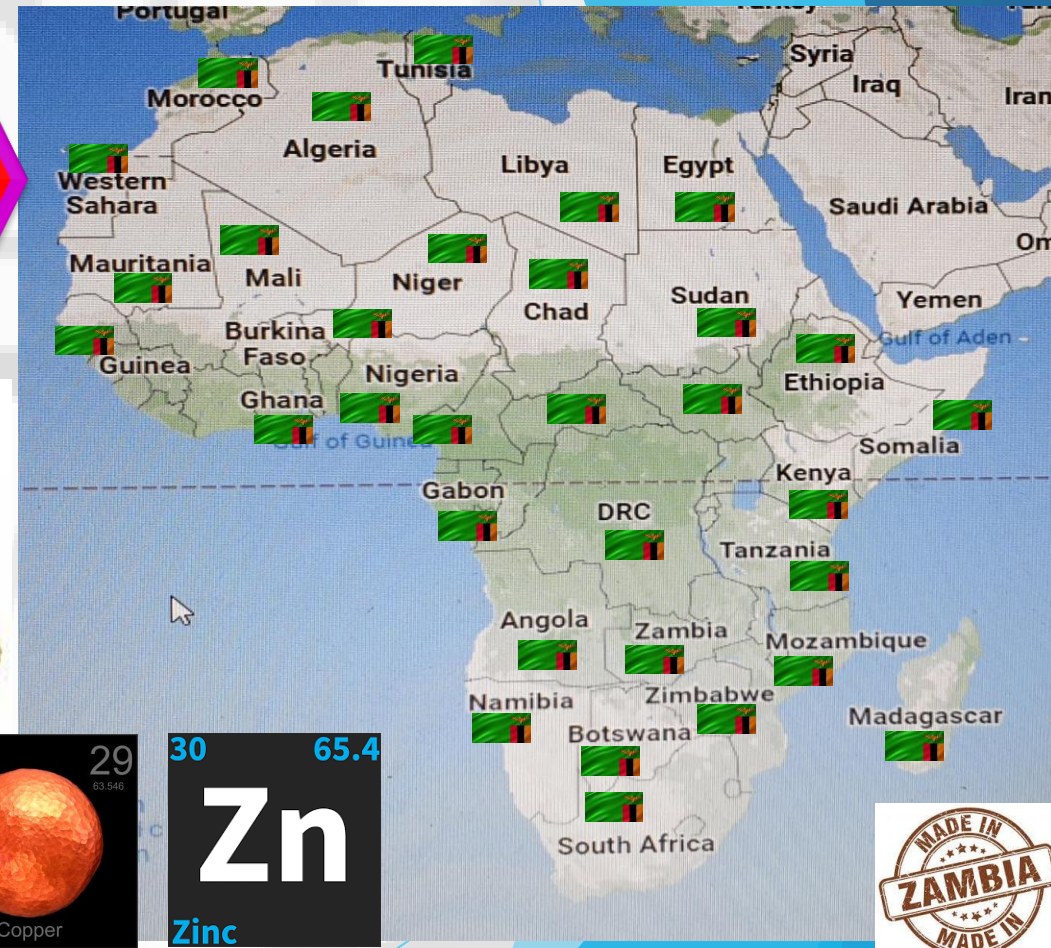 Portugal
Turkey
Tunisia
Syria
Morocco
Iraq
Iran
Algeria
Libya
Egypt
Western
Sahara
Saudi Arabia
Om
Mauritania
Mali
Niger
Chad
Sudan
Yemen
Burkina
Faso
Gulf of Aden
Guinea
Nigeria
Ethiopia
Ghana
Gulf of Guinea
Somalia
Kenya
Gabon
DRC
Tanzania
Angola
Zambia
Mozambique
Namibia
Zimbabwe
Botswana
Madagascar
South Africa
29
63.546
Copper
30 65.4
Zn
Zinc
MADE IN
ZAMBIA
MADE IN